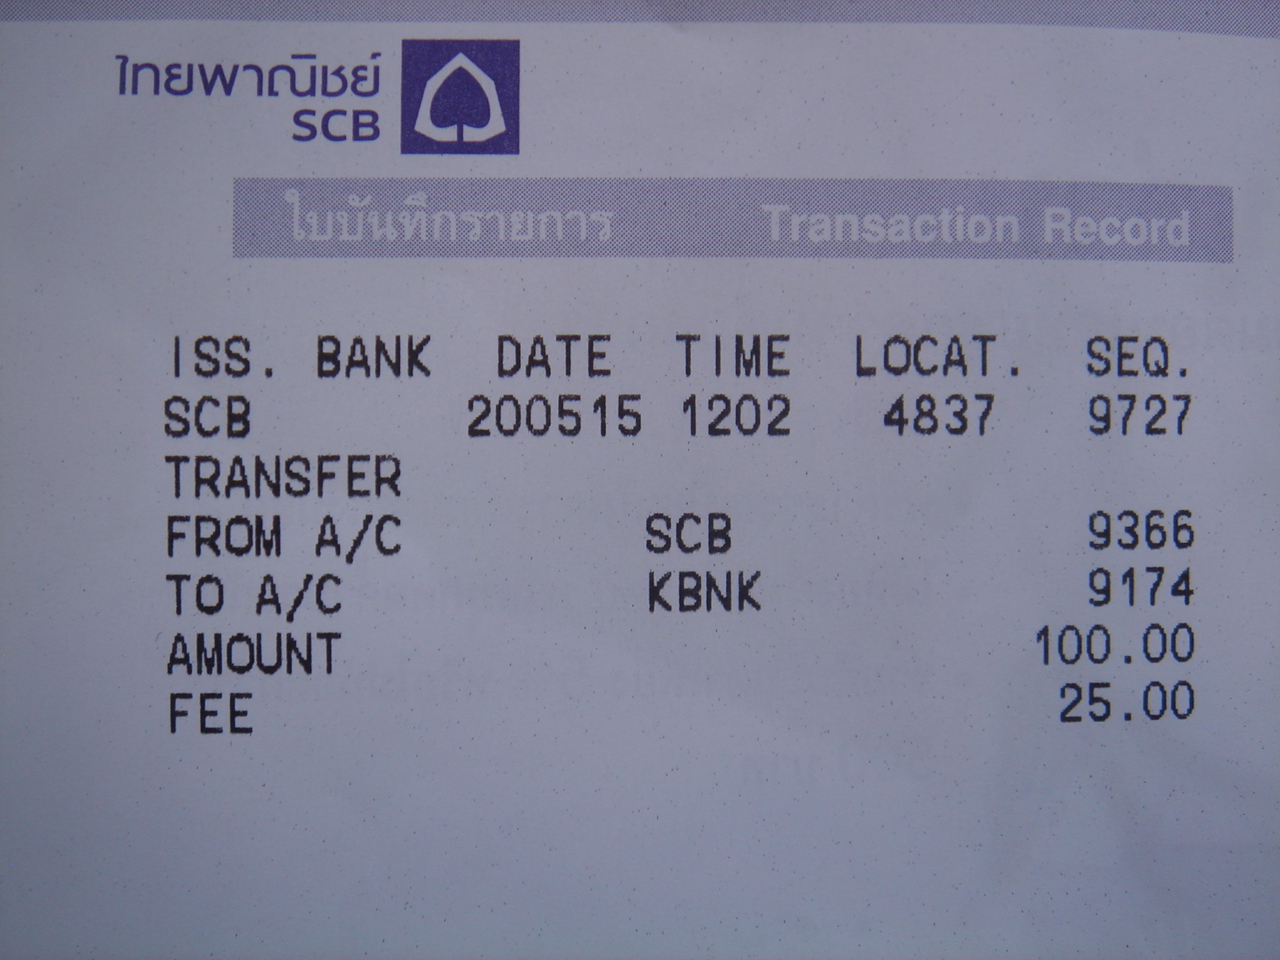 ไทยพาณิชย์
SCB
ใบบันทึกรายการ Transaction Record
ISS. BANK DATE TIME LOCAT. SEQ.
SCB 200515 1202 4837 9727
TRANSFER
FROM A/C SCB 9366
TO A/C KBNK 9174
AMOUNT 100.00
FEE 25.00